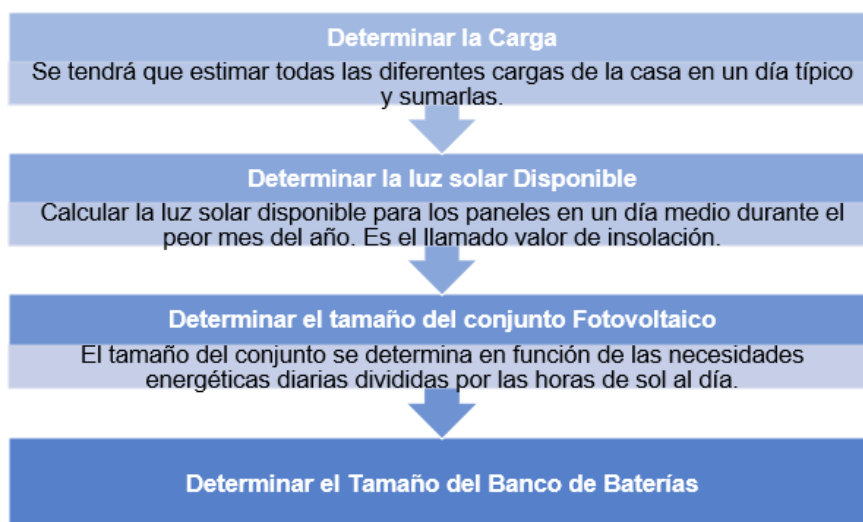 Determinar la Carga
Se tendrá que estimar todas las diferentes cargas de la casa en un día típico
y sumarlas.
Determinar la luz solar Disponible
Calcular la luz solar disponible para los paneles en un día medio durante el
peor mes del año. Es el llamado valor de insolación.
Determinar el tamaño del conjunto Fotovoltaico
El tamaño del conjunto se determina en función de las necesidades
energéticas diarias divididas por las horas de sol al día.
Determinar el Tamaño del Banco de Baterías